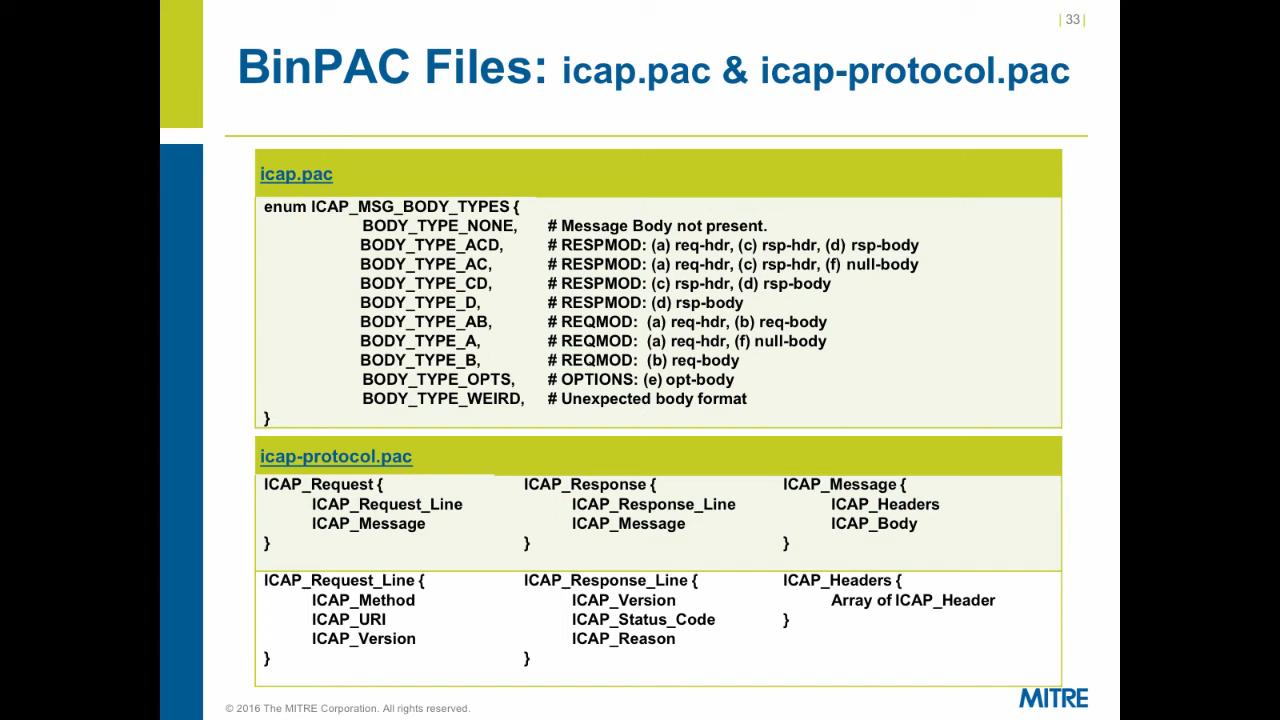 | 33 |
BinPAC Files: icap.pac & icap-protocol.pac
icap.pac
enum ICAP_MSG_BODY_TYPES {
BODY_TYPE_NONE, # Message Body not present.
BODY_TYPE_ACD, # RESPMOD: (a) req-hdr, (c) rsp-hdr, (d) rsp-body
BODY_TYPE_AC, # RESPMOD: (a) req-hdr, (c) rsp-hdr, (f) null-body
BODY_TYPE_CD, # RESPMOD: (c) rsp-hdr, (d) rsp-body
BODY_TYPE_D, # RESPMOD: (d) rsp-body
BODY_TYPE_AB, # REQMOD: (a) req-hdr, (b) req-body
BODY_TYPE_A, # REQMOD: (a) req-hdr, (f) null-body
BODY_TYPE_B, # REQMOD: (b) req-body
BODY_TYPE_OPTS, # OPTIONS: (e) opt-body
BODY_TYPE_WEIRD, # Unexpected body format
}
icap-protocol.pac
ICAP_Request {
ICAP_Request_Line
ICAP_Message
}
ICAP_Response {
ICAP_Response_Line
ICAP_Message
}
ICAP_Message {
ICAP_Headers
ICAP_Body
}
ICAP_Request_Line {
ICAP_Method
ICAP_URI
ICAP_Version
}
ICAP_Response_Line {
ICAP_Version
ICAP_Status_Code
ICAP_Reason
}
ICAP_Headers {
Array of ICAP_Header
}
© 2016 The MITRE Corporation. All rights reserved.
MITRE